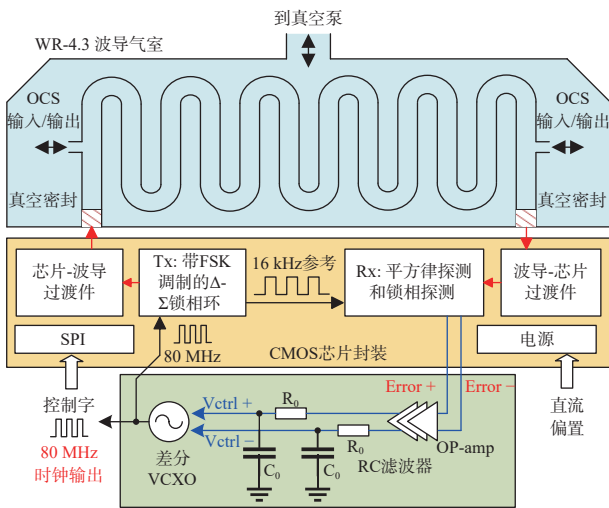 到真空泵
WR-4.3 波导气室
OCS
输入/输出
OCS
输入/输出
真空密封
真空密封
芯片-波导
过渡件
Tx: 带FSK
调制的Δ-
Σ锁相环
16 kHz参考
Rx: 平方律探测
和锁相探测
波导-芯片
过渡件
SPI
80 MHz
CMOS芯片封装
电源
控制字
80 MHz
时钟输出
Vctrl +
Vctrl −
差分
VCXO
R0
R0
C0
C0
Error +
Error −
OP-amp
RC滤波器
直流
偏置